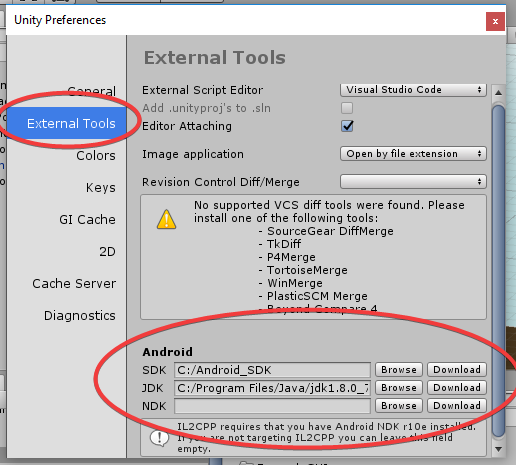 Unity Preferences
x
External Tools
General
External Tools
Colors
Keys
GI Cache
2D
Cache Server
Diagnostics
External Script Editor
Visual Studio Code
Add .unityproj's to .sln
Editor Attaching
Image application
Open by file extension
Revision Control Diff/Merge
No supported VCS diff tools were found. Please
install one of the following tools:
- SourceGear DiffMerge
- TkDiff
- P4Merge
- TortoiseMerge
- WinMerge
- PlasticSCM Merge
- Beyond Compare 4
Android
SDK C:/Android_SDK Browse Download
JDK C:/Program Files/Java/jdk1.8.0_7 Browse Download
NDK Browse Download
IL2CPP requires that you have Android NDK r10e installed.
If you are not targeting IL2CPP you can leave this field
empty.